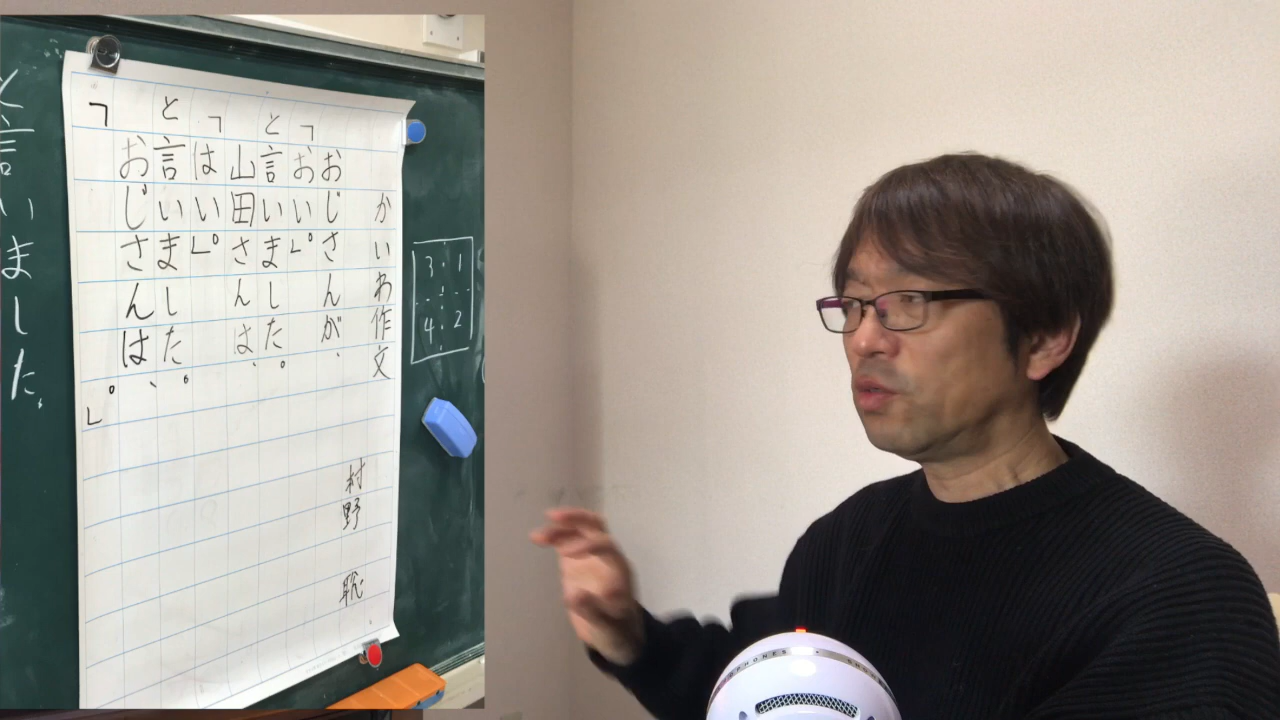 かいわ作文
村野 聡
おじさんが、
「おい。」
と言いました。
山田さんは、
「はい。」
と言いました。
おじさんは、
「 。」
と言いました。
3 1
4 2
OPHONES